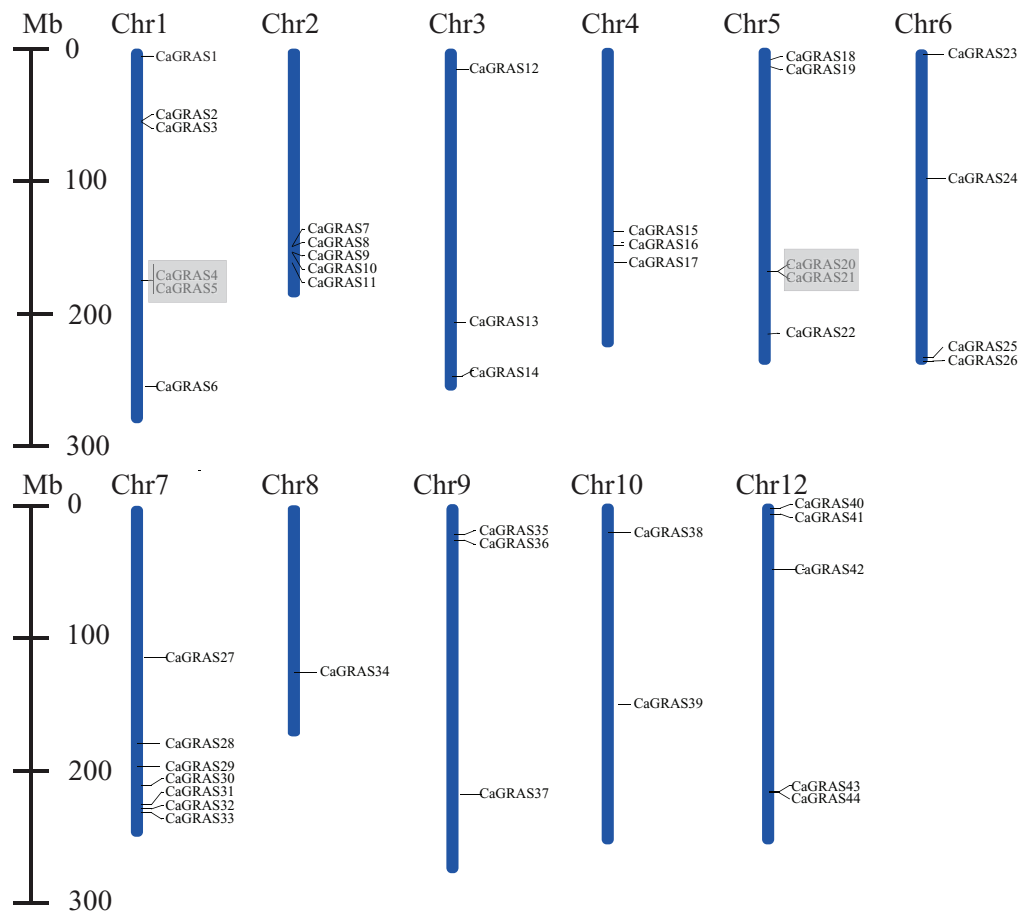 Mb Chr1 Chr2 Chr3 Chr4 Chr5 Chr6
0
100
200
300
CaGRAS1
CaGRAS2
CaGRAS3
CaGRAS4
CaGRAS5
CaGRAS6
CaGRAS7
CaGRAS8
CaGRAS9
CaGRAS10
CaGRAS11
CaGRAS12
CaGRAS13
CaGRAS14
CaGRAS15
CaGRAS16
CaGRAS17
CaGRAS18
CaGRAS19
CaGRAS20
CaGRAS21
CaGRAS22
CaGRAS23
CaGRAS24
CaGRAS25
CaGRAS26
Mb Chr7 Chr8 Chr9 Chr10 Chr12
0
100
200
300
CaGRAS27
CaGRAS28
CaGRAS29
CaGRAS30
CaGRAS31
CaGRAS32
CaGRAS33
CaGRAS34
CaGRAS35
CaGRAS36
CaGRAS37
CaGRAS38
CaGRAS39
CaGRAS40
CaGRAS41
CaGRAS42
CaGRAS43
CaGRAS44